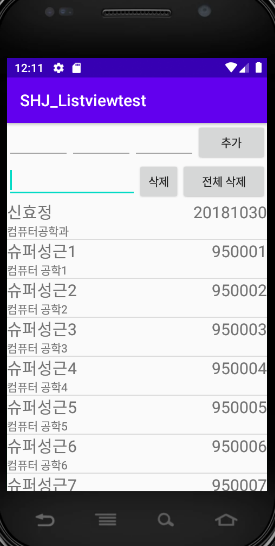 12:11
SHJ_Listviewtest
추가
삭제 전체 삭제
신효정 20181030
컴퓨터공학과
슈퍼성근1 950001
컴퓨터 공학1
슈퍼성근2 950002
컴퓨터 공학2
슈퍼성근3 950003
컴퓨터 공학3
슈퍼성근4 950004
컴퓨터 공학4
슈퍼성근5 950005
컴퓨터 공학5
슈퍼성근6 950006
컴퓨터 공학6
슈퍼성근7 950007